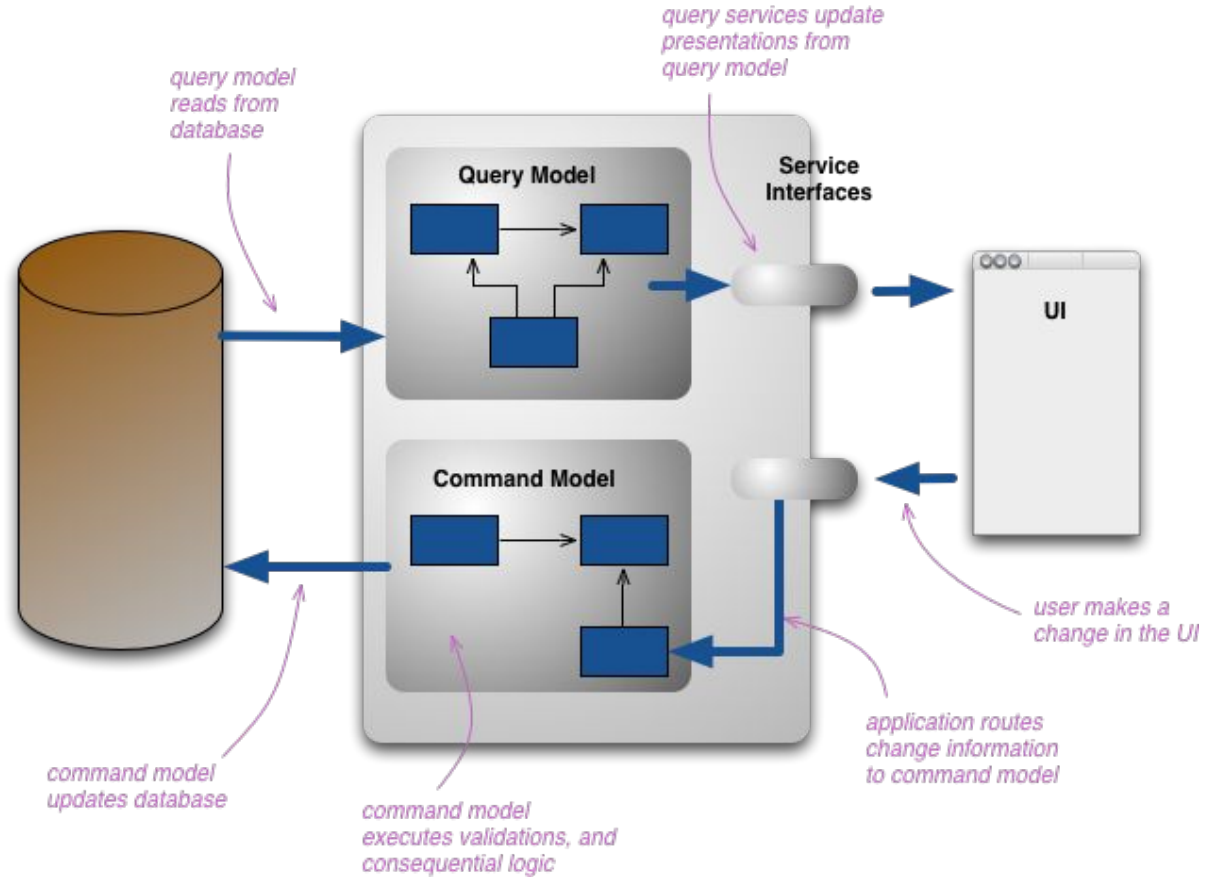 query services update
presentations from
query model
query model
reads from
database
Query Model
Service
Interfaces
UI
Command Model
user makes a
change in the UI
application routes
change information
to command model
command model
updates database
command model
executes validations, and
consequential logic